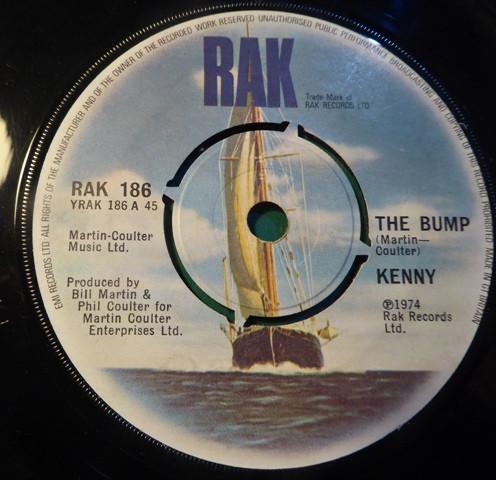 EMI RECORDS LTD ALL RIGHTS OF THE MANUFACTURER AND OF THE OWNER OF THE RECORDED WORK RESERVED UNAUTHORISED PUBLIC PERFORMANCE BROADCASTING AND COPYING OF THIS RECORD PROHIBITED MADE IN GT BRITAIN
RAK
Trade Mark of
RAK RECORDS LTD.
RAK 186
YRAK 186 A 45
Martin-Coulter
Music Ltd.
Produced by
Bill Martin &
Phil Coulter for
Martin Coulter
Enterprises Ltd.
THE BUMP
(Martin—
Coulter)
KENNY
℗1974
Rak Records
Ltd.